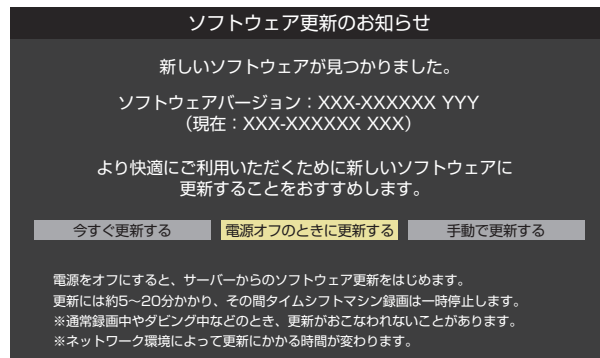 ソフトウェア更新のお知らせ
新しいソフトウェアが見つかりました。
ソフトウェアバージョン：XXX-XXXXXX YYY
（現在：XXX-XXXXXX XXX）
より快適にご利用いただくために新しいソフトウェアに
更新することをおすすめします。
今すぐ更新する 電源オフのときに更新する 手動で更新する
電源をオフにすると、サーバーからのソフトウェア更新をはじめます。
更新には約5～20分かかり、その間タイムシフトマシン録画は一時停止します。
※通常録画中やダビング中などのとき、更新がおこなわれないことがあります。
※ネットワーク環境によって更新にかかる時間が変わります。